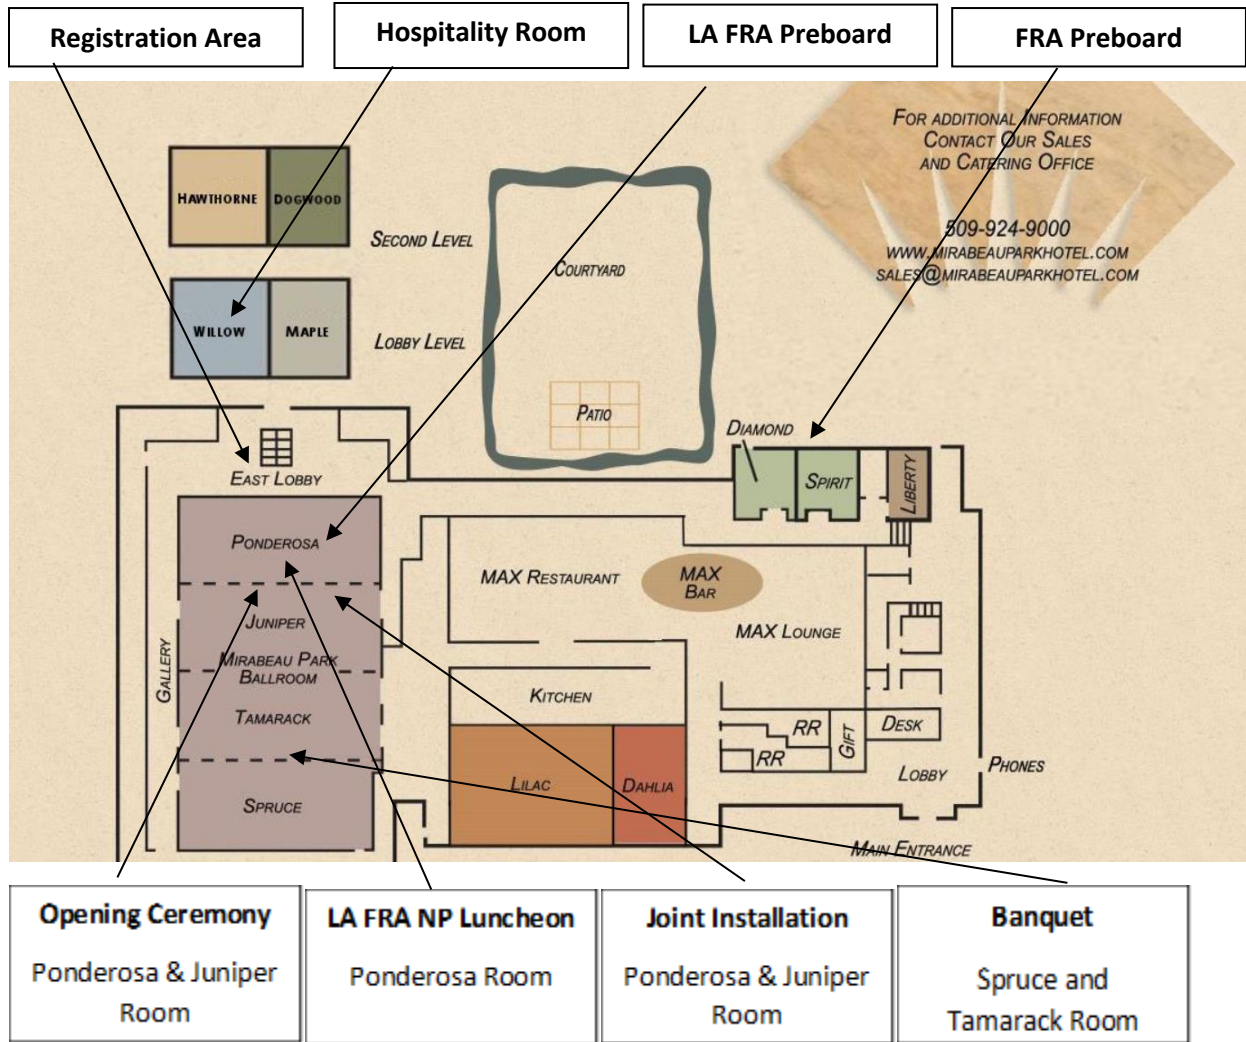 Registration Area
Hospitality Room
LA FRA Preboard
FRA Preboard
FOR ADDITIONAL INFORMATION
CONTACT OUR SALES
AND CATERING OFFICE
509-924-9000
WWW.MIRABEAUPARKHOTEL.COM
SALES@MIRABEAUPARKHOTEL.COM
HAWTHORNE
DOGWOOD
SECOND LEVEL
WILLOW
MAPLE
LOBBY LEVEL
COURTYARD
PATIO
DIAMOND
SPIRIT
LIBERTY
EAST LOBBY
PONDEROSA
JUNIPER
MIRABEAU PARK
BALLROOM
TAMARACK
SPRUCE
GALLERY
MAX RESTAURANT
MAX
BAR
MAX LOUNGE
KITCHEN
LILAC
DAHLIA
RR
RR
GIFT
DESK
LOBBY
PHONES
MAIN ENTRANCE
Opening Ceremony
Ponderosa & Juniper
Room
LA FRA NP Luncheon
Ponderosa Room
Joint Installation
Ponderosa & Juniper
Room
Banquet
Spruce and
Tamarack Room